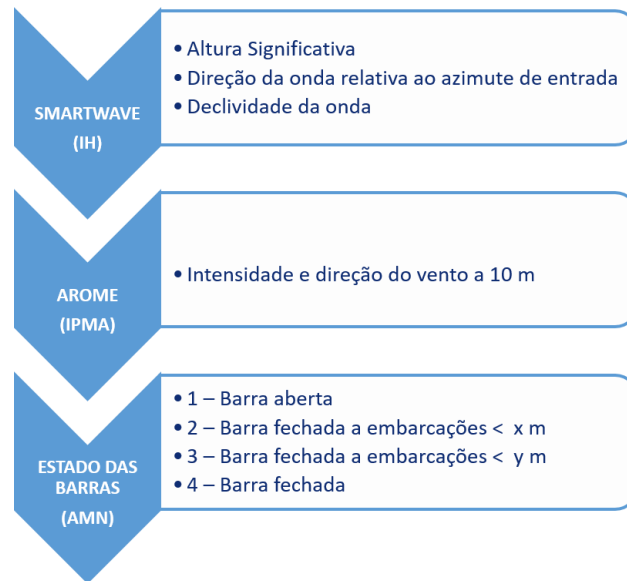 SMARTWAVE
(IH)
• Altura Significativa
• Direção da onda relativa ao azimute de entrada
• Declividade da onda
AROME
(IPMA)
• Intensidade e direção do vento a 10 m
ESTADO DAS
BARRAS
(AMN)
• 1 – Barra aberta
• 2 – Barra fechada a embarcações < x m
• 3 – Barra fechada a embarcações < y m
• 4 – Barra fechada